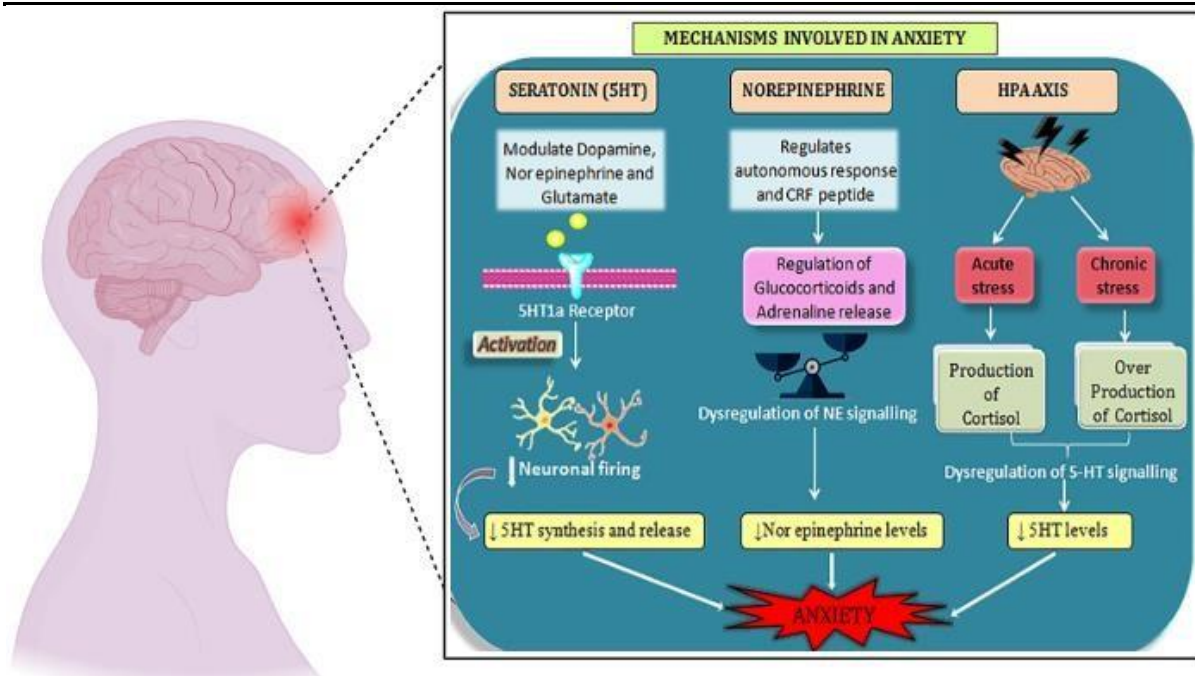 MECHANISMS INVOLVED IN ANXIETY
SERATONIN (5HT)
Modulate Dopamine,
Nor epinephrine and
Glutamate
5HT1a Receptor
Activation
Neuronal firing
↓ 5HT synthesis and release
NOREPINEPHRINE
Regulates
autonomous response
and CRF peptide
Regulation of
Glucocorticoids and
Adrenaline release
Dysregulation of NE signalling
↓Nor epinephrine levels
HPA AXIS
Acute
stress
Chronic
stress
Production
of
Cortisol
Over
Production
of Cortisol
Dysregulation of 5-HT signalling
↓ 5HT levels
ANXIETY